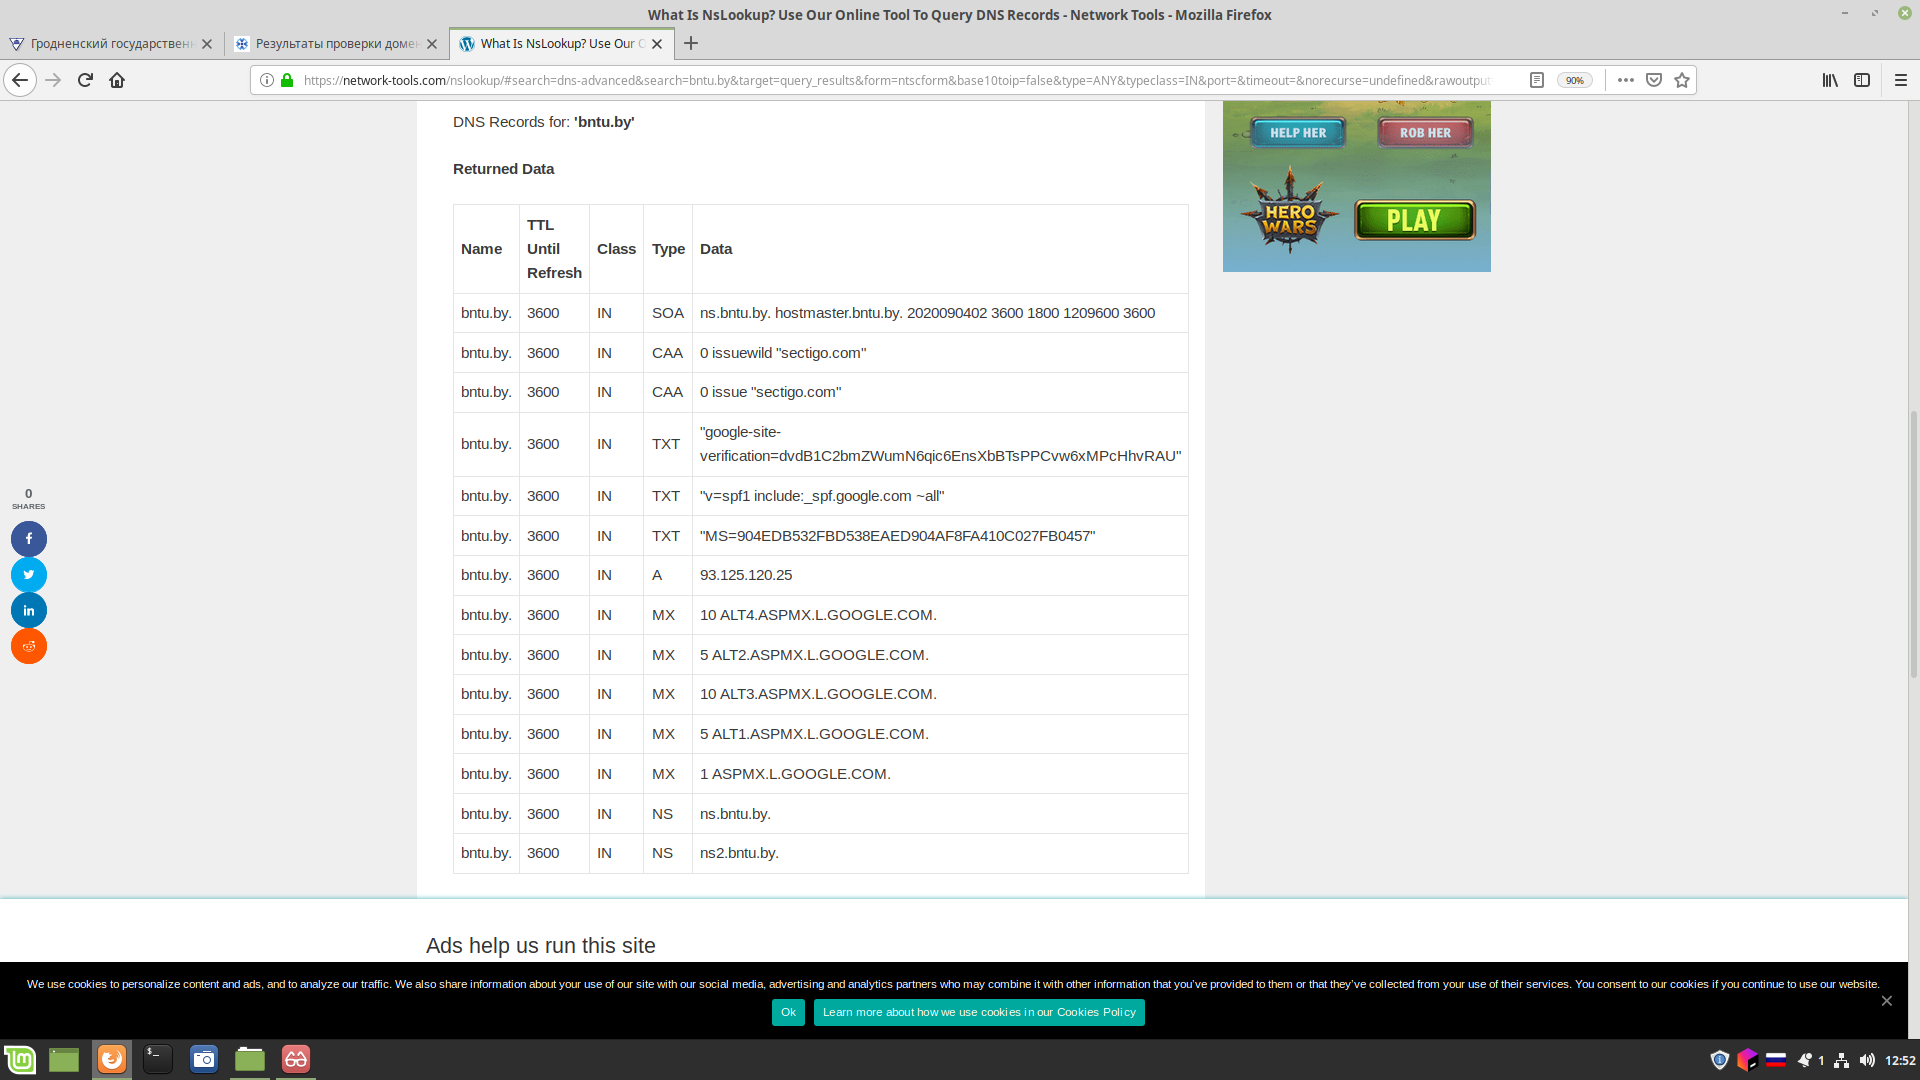 What Is NsLookup? Use Our Online Tool To Query DNS Records - Network Tools - Mozilla Firefox
Гродненский государствен
Результаты проверки доме
What Is NsLookup? Use Our O
https://network-tools.com/nslookup/#search=dns-advanced&search=bntu.by&target=query_results&form=ntscform&base10toip=false&type=ANY&typeclass=IN&port=&timeout=&norecurse=undefined&rawoutput
90%
DNS Records for: 'bntu.by'
HELP HER ROB HER
Returned Data
HERO WARS
PLAY
Name TTL Until Refresh Class Type Data
bntu.by. 3600 IN SOA ns.bntu.by. hostmaster.bntu.by. 2020090402 3600 1800 1209600 3600
bntu.by. 3600 IN CAA 0 issuewild "sectigo.com"
bntu.by. 3600 IN CAA 0 issue "sectigo.com"
bntu.by. 3600 IN TXT "google-site-
verification=dvdB1C2bmZWumN6qic6EnsXbBTsPPCvw6xMPcHhvRAU"
bntu.by. 3600 IN TXT "v=spf1 include:_spf.google.com ~all"
bntu.by. 3600 IN TXT "MS=904EDB532FBD538EAED904AF8FA410C027FB0457"
bntu.by. 3600 IN A 93.125.120.25
bntu.by. 3600 IN MX 10 ALT4.ASPMX.L.GOOGLE.COM.
bntu.by. 3600 IN MX 5 ALT2.ASPMX.L.GOOGLE.COM.
bntu.by. 3600 IN MX 10 ALT3.ASPMX.L.GOOGLE.COM.
bntu.by. 3600 IN MX 5 ALT1.ASPMX.L.GOOGLE.COM.
bntu.by. 3600 IN MX 1 ASPMX.L.GOOGLE.COM.
bntu.by. 3600 IN NS ns.bntu.by.
bntu.by. 3600 IN NS ns2.bntu.by.
0
SHARES
Ads help us run this site
We use cookies to personalize content and ads, and to analyze our traffic. We also share information about your use of our site with our social media, advertising and analytics partners who may combine it with other information that you've provided to them or that they've collected from your use of their services. You consent to our cookies if you continue to use our website.
Ok
Learn more about how we use cookies in our Cookies Policy
1
12:52